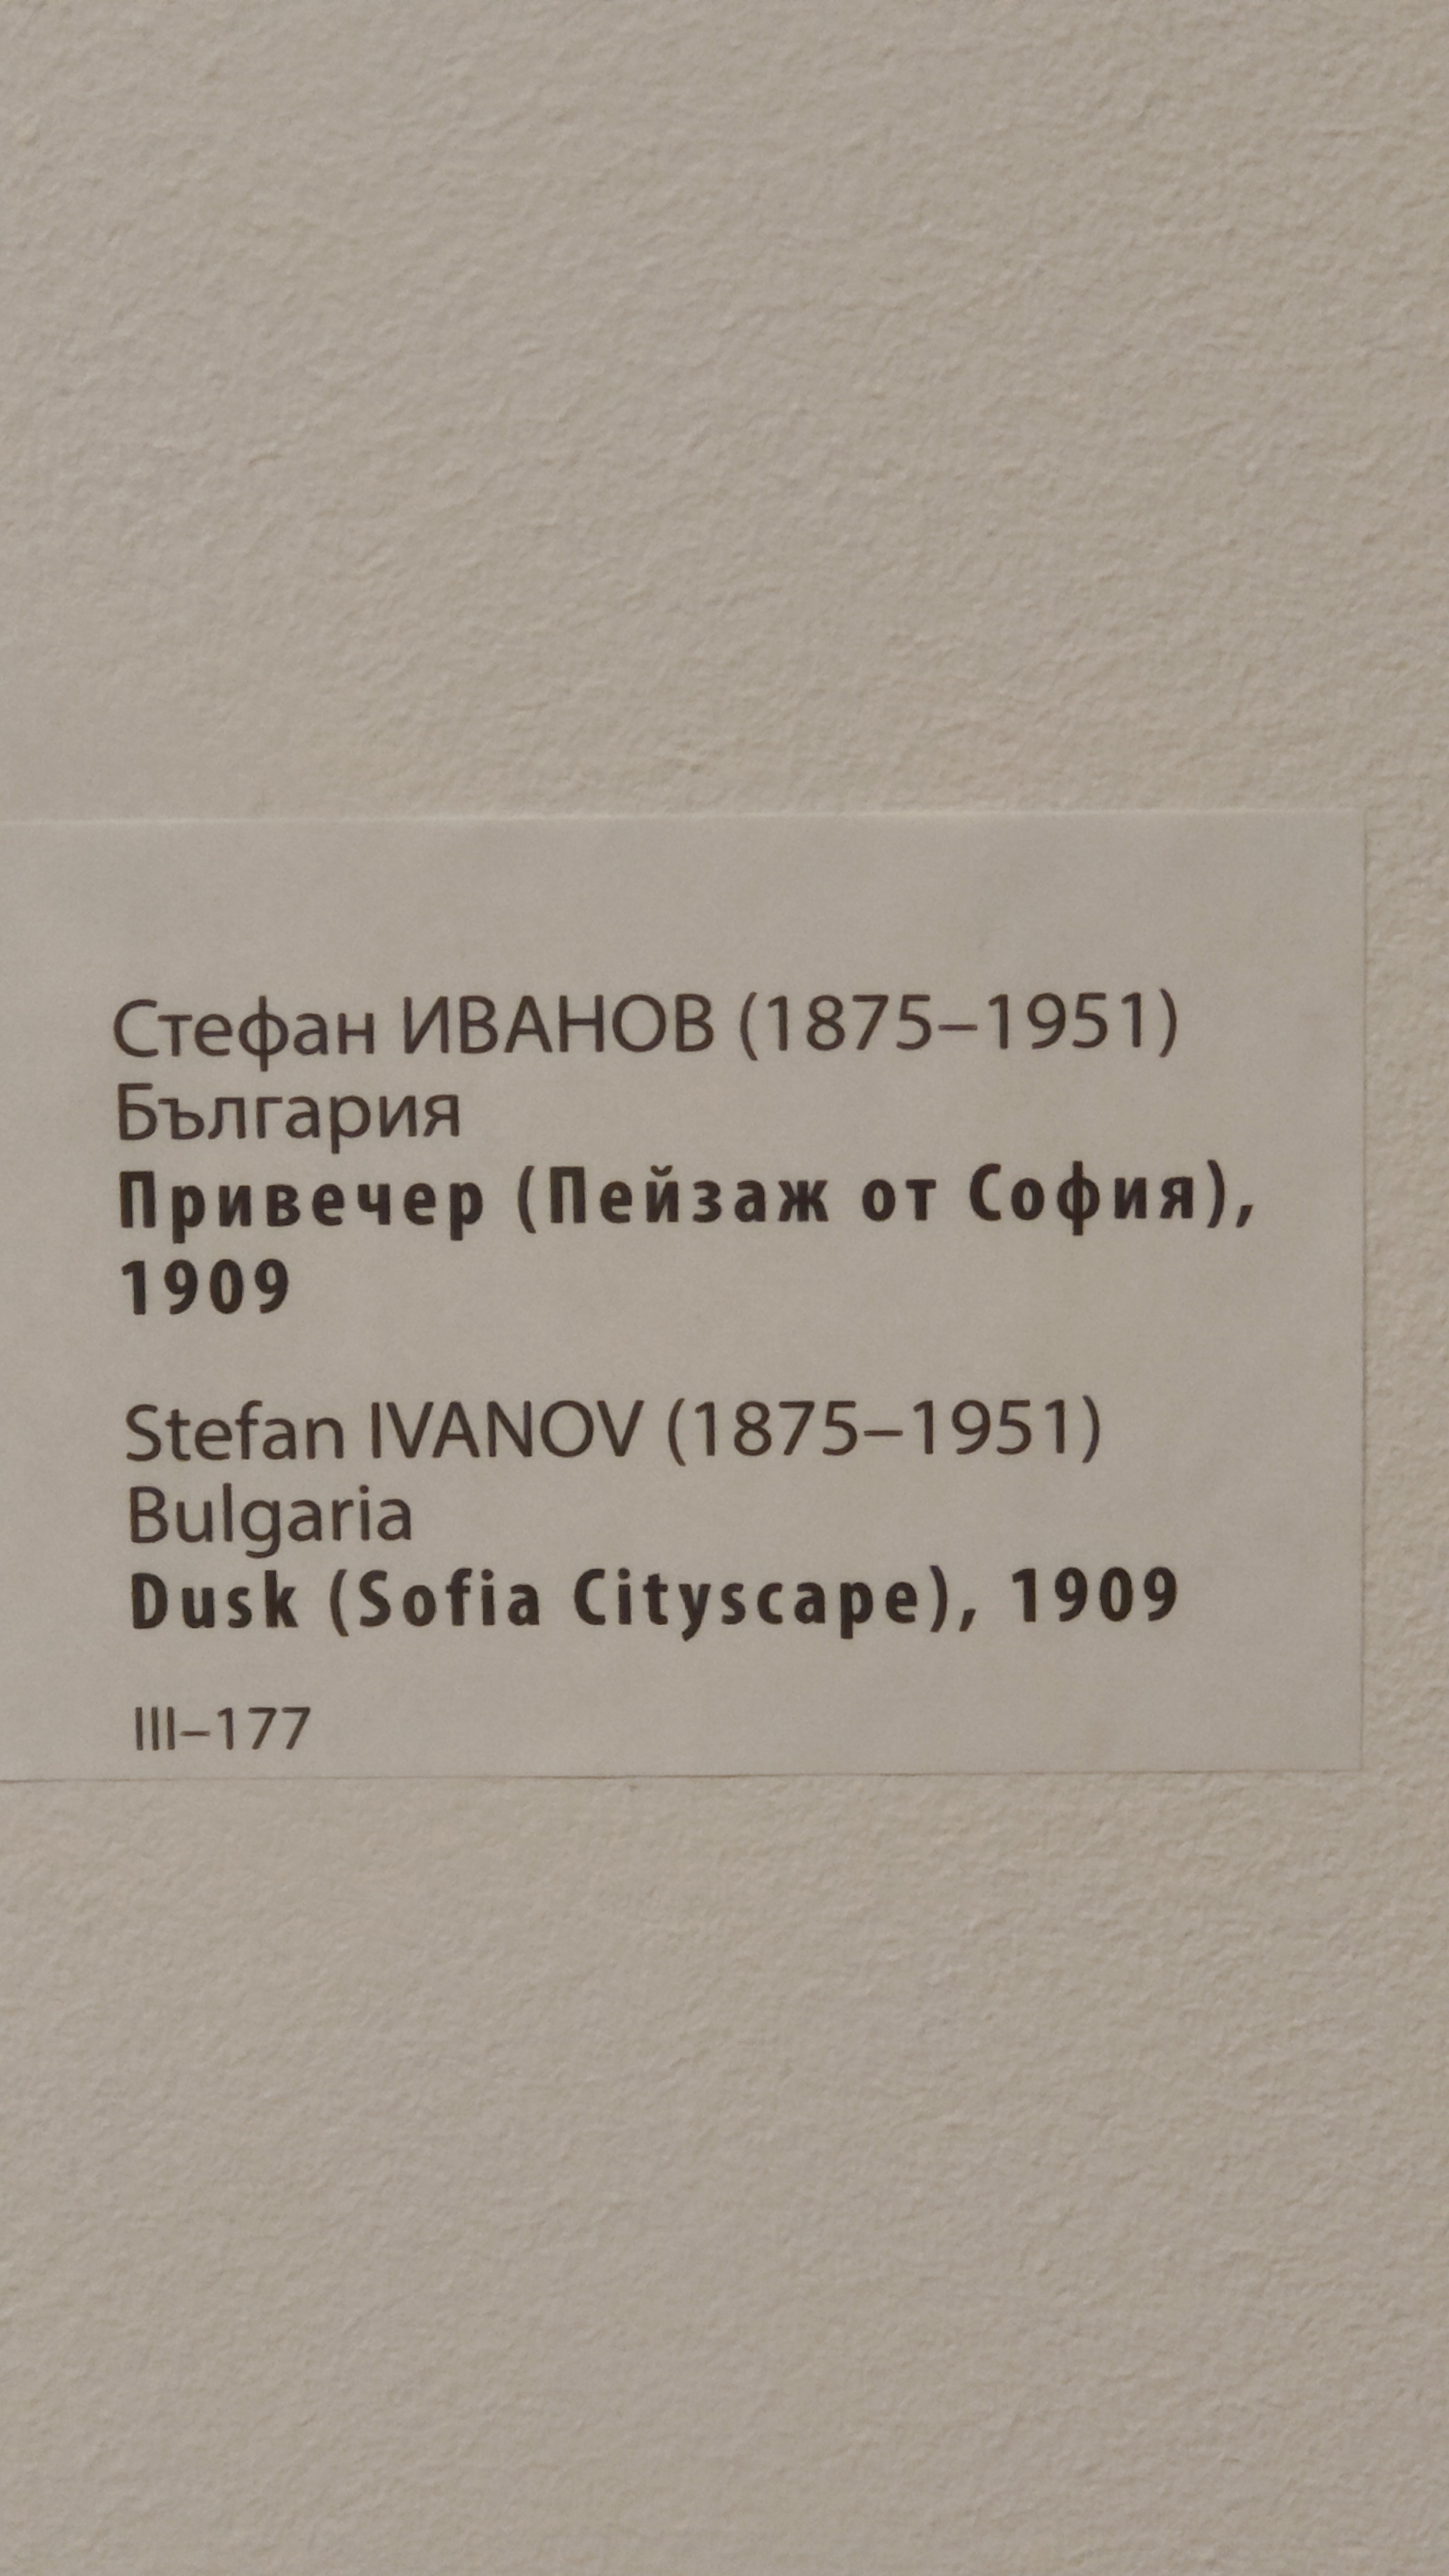 Стефан ИВАНОВ (1875–1951)
България
Привечер (Пейзаж от София),
1909
Stefan IVANOV (1875–1951)
Bulgaria
Dusk (Sofia Cityscape), 1909
III–177